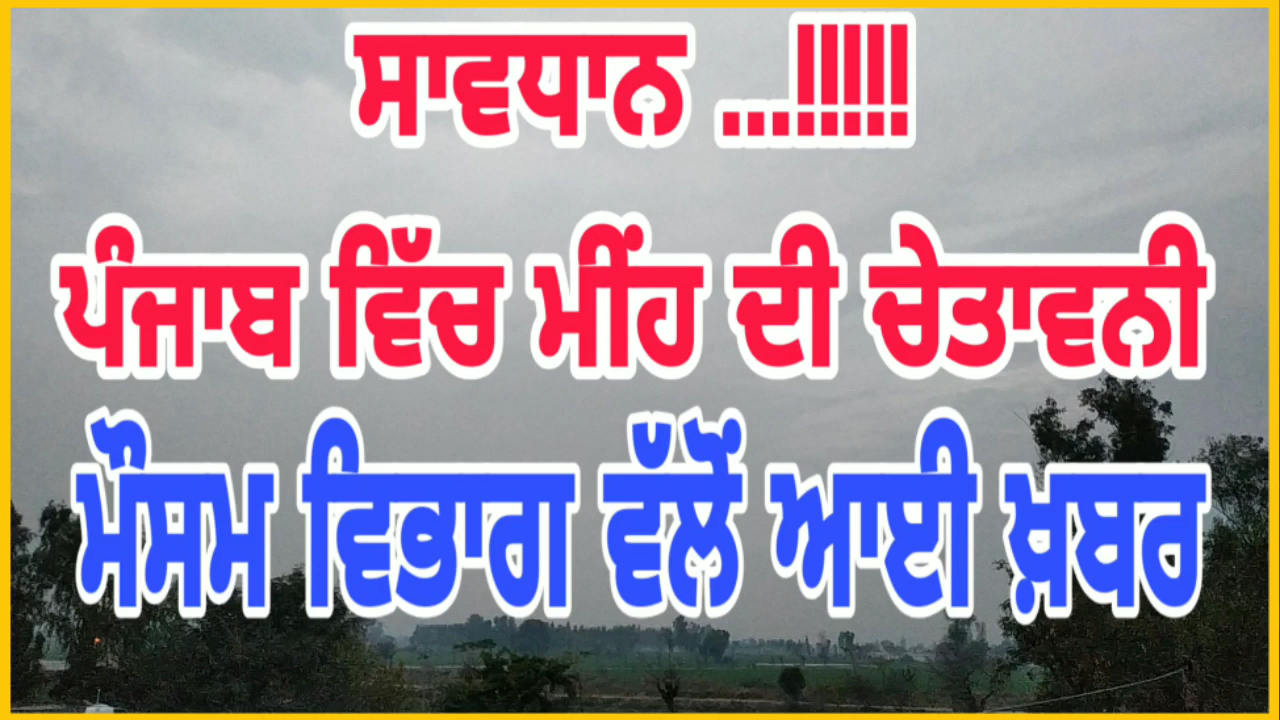 ਸਾਵਧਾਨ ...!!!!
ਪੰਜਾਬ ਵਿੱਚ ਮੀਂਹ ਦੀ ਚੇਤਾਵਨੀ
ਮੌਸਮ ਵਿਭਾਗ ਵੱਲੋਂ ਆਈ ਖ਼ਬਰ